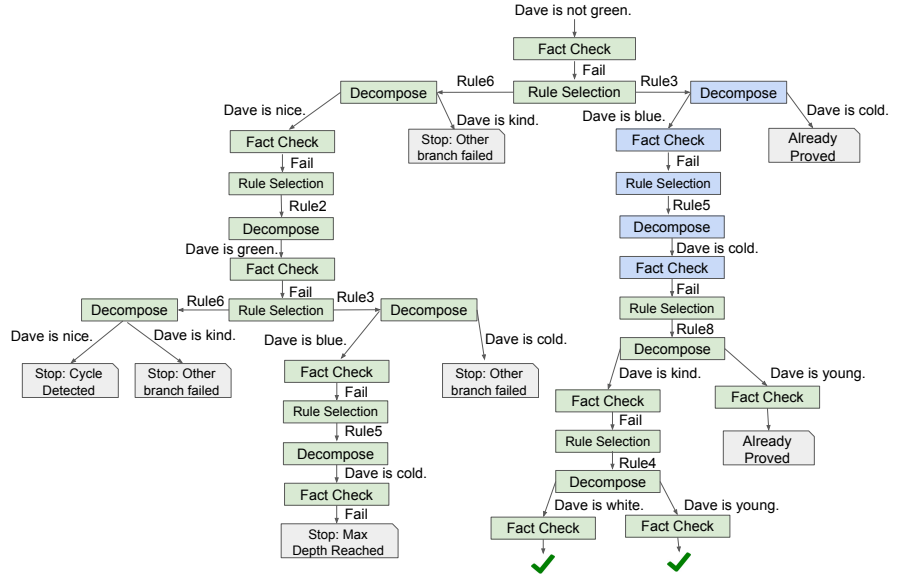 Dave is not green.
Fact Check
Fail
Rule6
Rule3
Decompose
Rule Selection
Decompose
Dave is nice.
Dave is kind.
Dave is blue.
Dave is cold.
Fact Check
Stop: Other
branch failed
Fact Check
Already
Proved
Fail
Fail
Rule Selection
Rule Selection
Rule2
Rule5
Decompose
Decompose
Dave is green.
Dave is cold.
Fact Check
Fact Check
Fail
Fail
Decompose
Rule6
Rule Selection
Rule3
Decompose
Rule Selection
Rule8
Dave is nice.
Dave is kind.
Dave is blue.
Dave is cold.
Decompose
Stop: Cycle
Detected
Stop: Other
branch failed
Fact Check
Stop: Other
branch failed
Dave is kind.
Dave is young.
Fail
Fact Check
Fact Check
Rule Selection
Fail
Rule5
Rule Selection
Already
Proved
Decompose
Rule4
Dave is cold.
Decompose
Fact Check
Dave is white.
Dave is young.
Fail
Fact Check
Fact Check
Stop: Max
Depth Reached